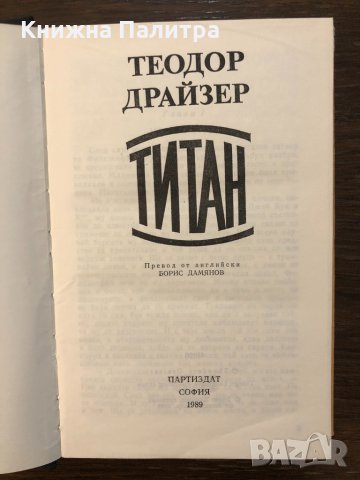 Книжна Палитра
ТЕОДОР
ДРАЙЗЕР
ТИТАН
Превод от английски
БОРИС ДАМЯНОВ
ПАРТИЗДАТ
СОФИЯ
1989
BAZAR